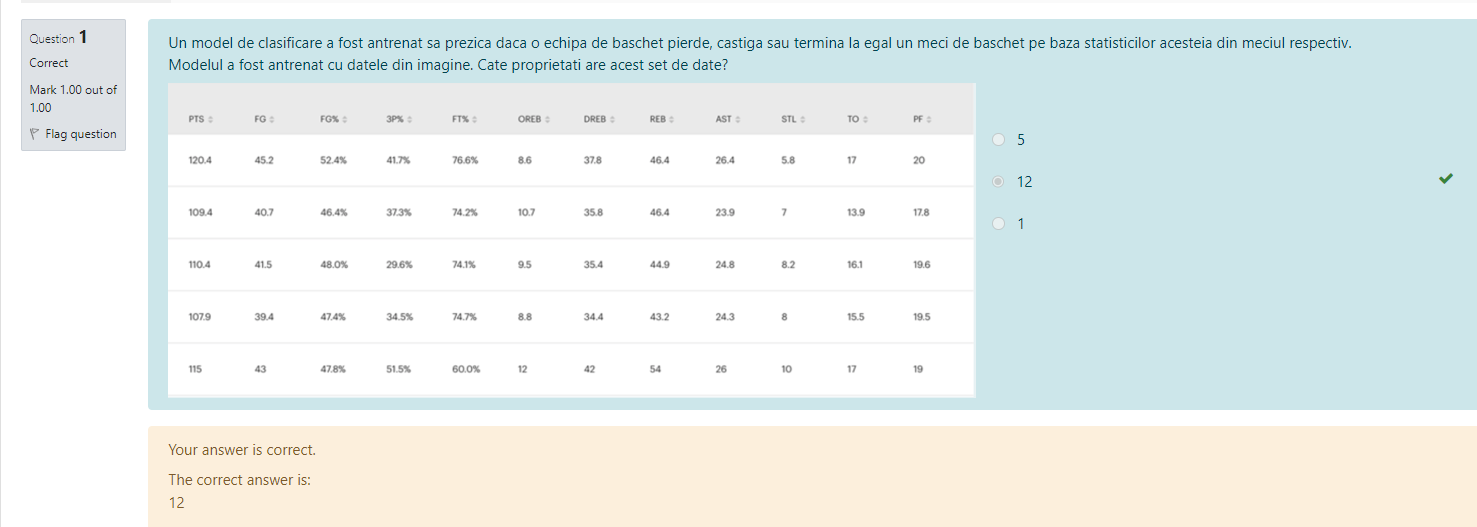 Question 1
Correct
Mark 1.00 out of
1.00
Flag question
Un model de clasificare a fost antrenat sa prezica daca o echipa de baschet pierde, castiga sau termina la egal un meci de baschet pe baza statisticilor acesteia din meciul respectiv.
Modelul a fost antrenat cu datele din imagine. Cate proprietati are acest set de date?
PTS FG FG% 3P% FT% OREB DREB REB AST STL TO PF
120.4 45.2 52.4% 41.7% 76.6% 8.6 37.8 46.4 26.4 5.8 17 20
109.4 40.7 46.4% 37.3% 74.2% 10.7 35.8 46.4 23.9 7 13.9 17.8
110.4 41.5 48.0% 29.6% 74.1% 9.5 35.4 44.9 24.8 8.2 16.1 19.6
107.9 39.4 47.4% 34.5% 74.7% 8.8 34.4 43.2 24.3 8 15.5 19.5
115 43 47.8% 51.5% 60.0% 12 42 54 26 10 17 19
5
12
1
Your answer is correct.
The correct answer is:
12